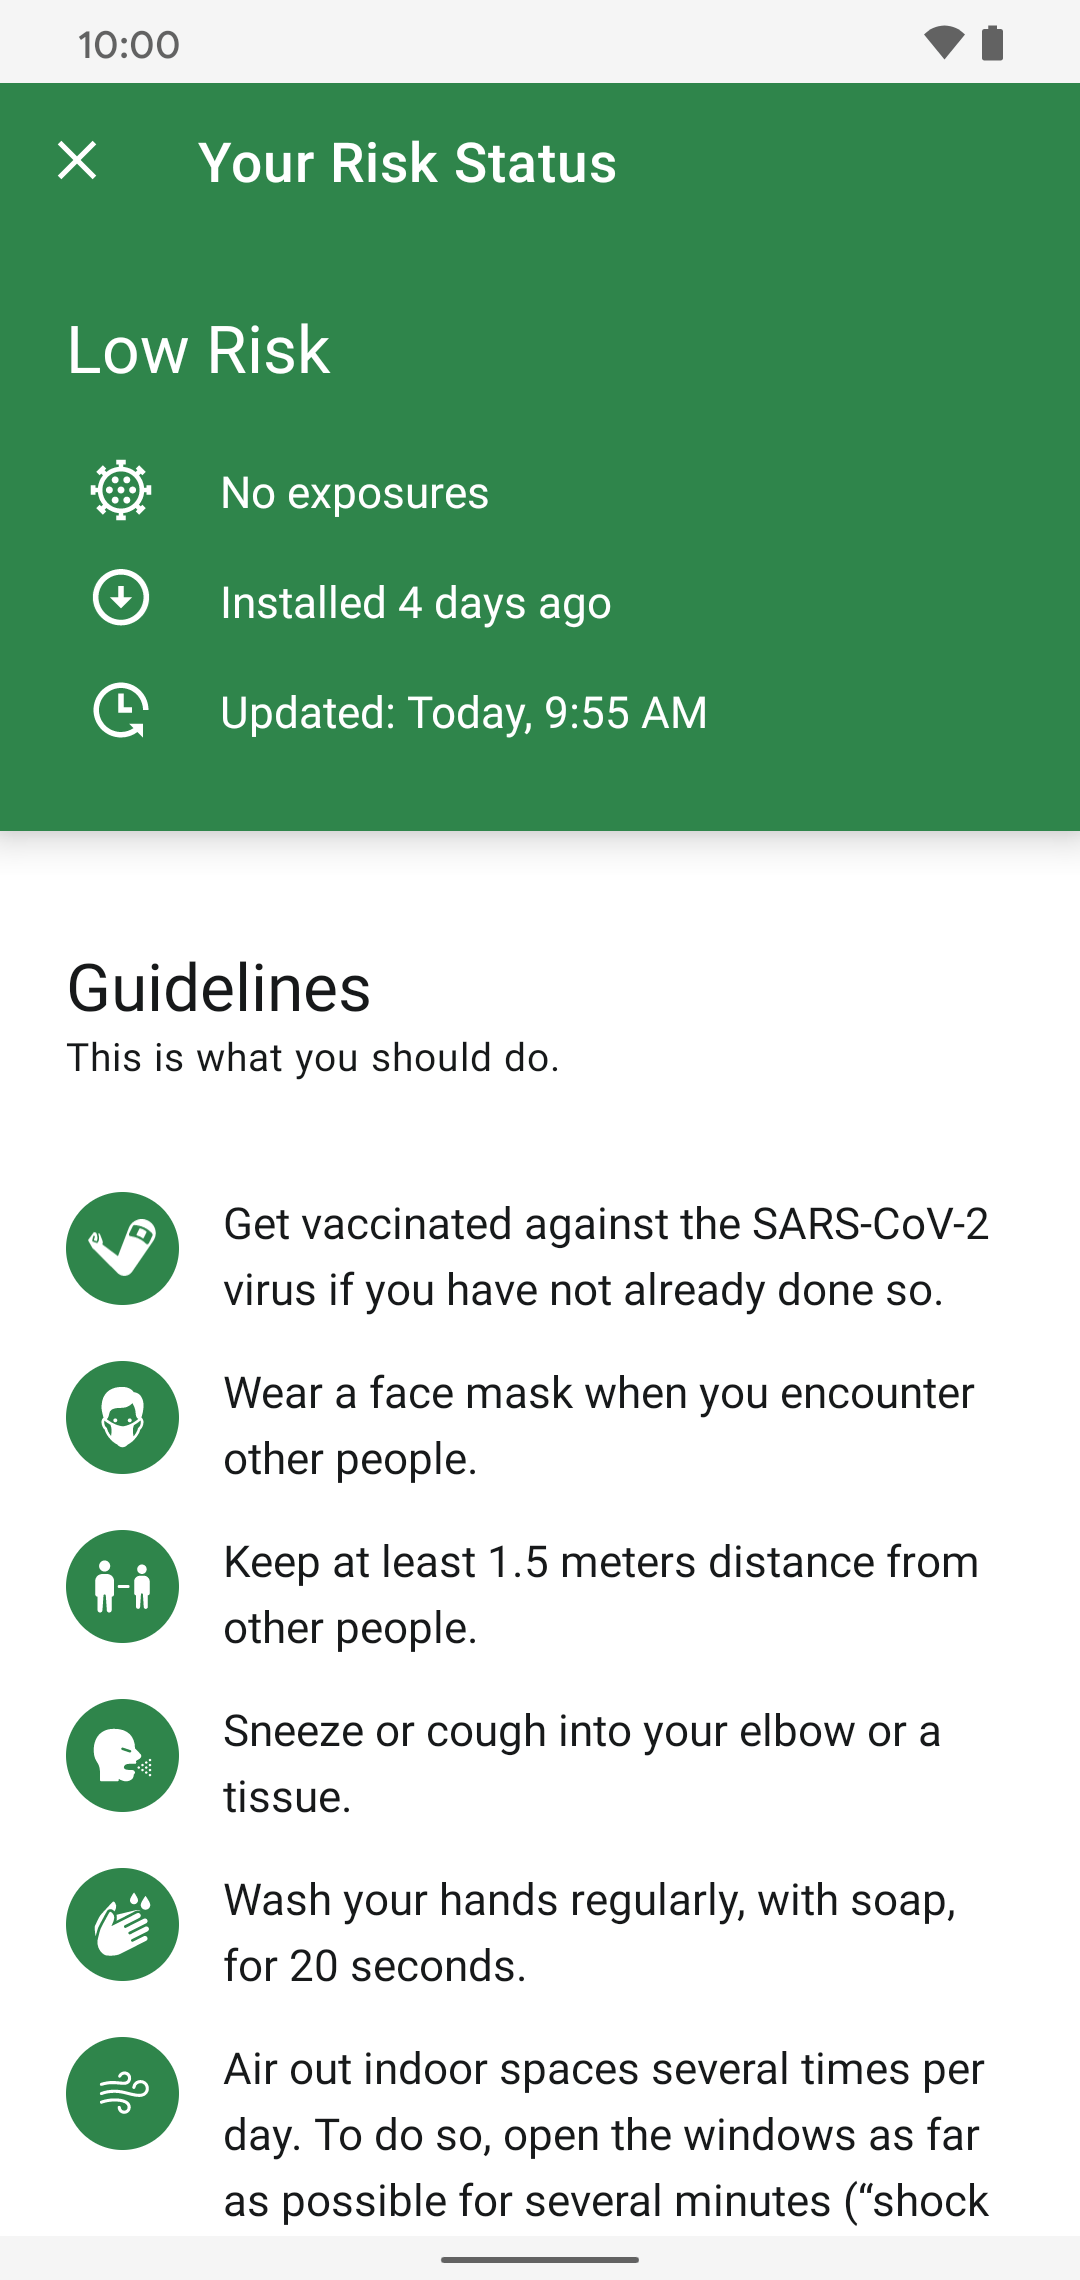 10:00
Your Risk Status
Low Risk
No exposures
Installed 4 days ago
Updated: Today, 9:55 AM
Guidelines
This is what you should do.
Get vaccinated against the SARS-CoV-2
virus if you have not already done so.
Wear a face mask when you encounter
other people.
Keep at least 1.5 meters distance from
other people.
Sneeze or cough into your elbow or a
tissue.
Wash your hands regularly, with soap,
for 20 seconds.
Air out indoor spaces several times per
day. To do so, open the windows as far
as possible for several minutes (“shock